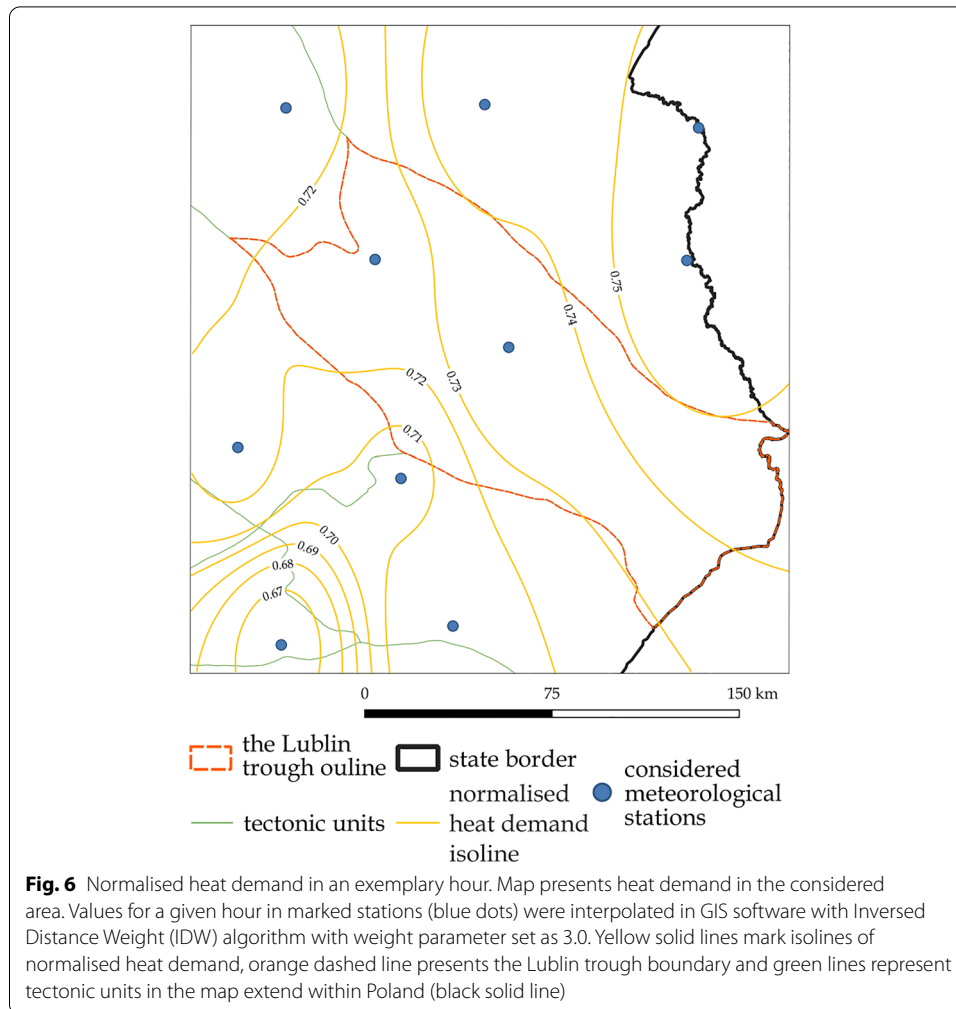 0.72
0.75
0.74
0.72
0.73
0.71
0.70
0.69
0.68
0.67
0 75 150 km
the Lublin
trough ouline
state border
considered
meteorological
stations
tectonic units
normalised
heat demand
isoline
Fig. 6 Normalised heat demand in an exemplary hour. Map presents heat demand in the considered
area. Values for a given hour in marked stations (blue dots) were interpolated in GIS software with Inversed
Distance Weight (IDW) algorithm with weight parameter set as 3.0. Yellow solid lines mark isolines of
normalised heat demand, orange dashed line presents the Lublin trough boundary and green lines represent
tectonic units in the map extend within Poland (black solid line)